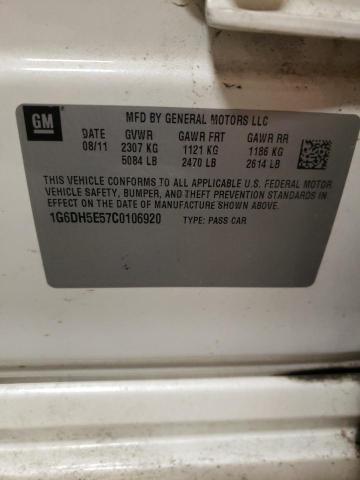 GM
MFD BY GENERAL MOTORS LLC
DATE GVWR GAWR FRT GAWR RR
08/11 2307 KG 1121 KG 1186 KG
5084 LB 2470 LB 2614 LB
THIS VEHICLE CONFORMS TO ALL APPLICABLE U.S. FEDERAL MOTOR
VEHICLE SAFETY, BUMPER, AND THEFT PREVENTION STANDARDS IN
EFFECT ON THE DATE OF MANUFACTURE SHOWN ABOVE.
1G6DH5E57C0106920 TYPE: PASS CAR